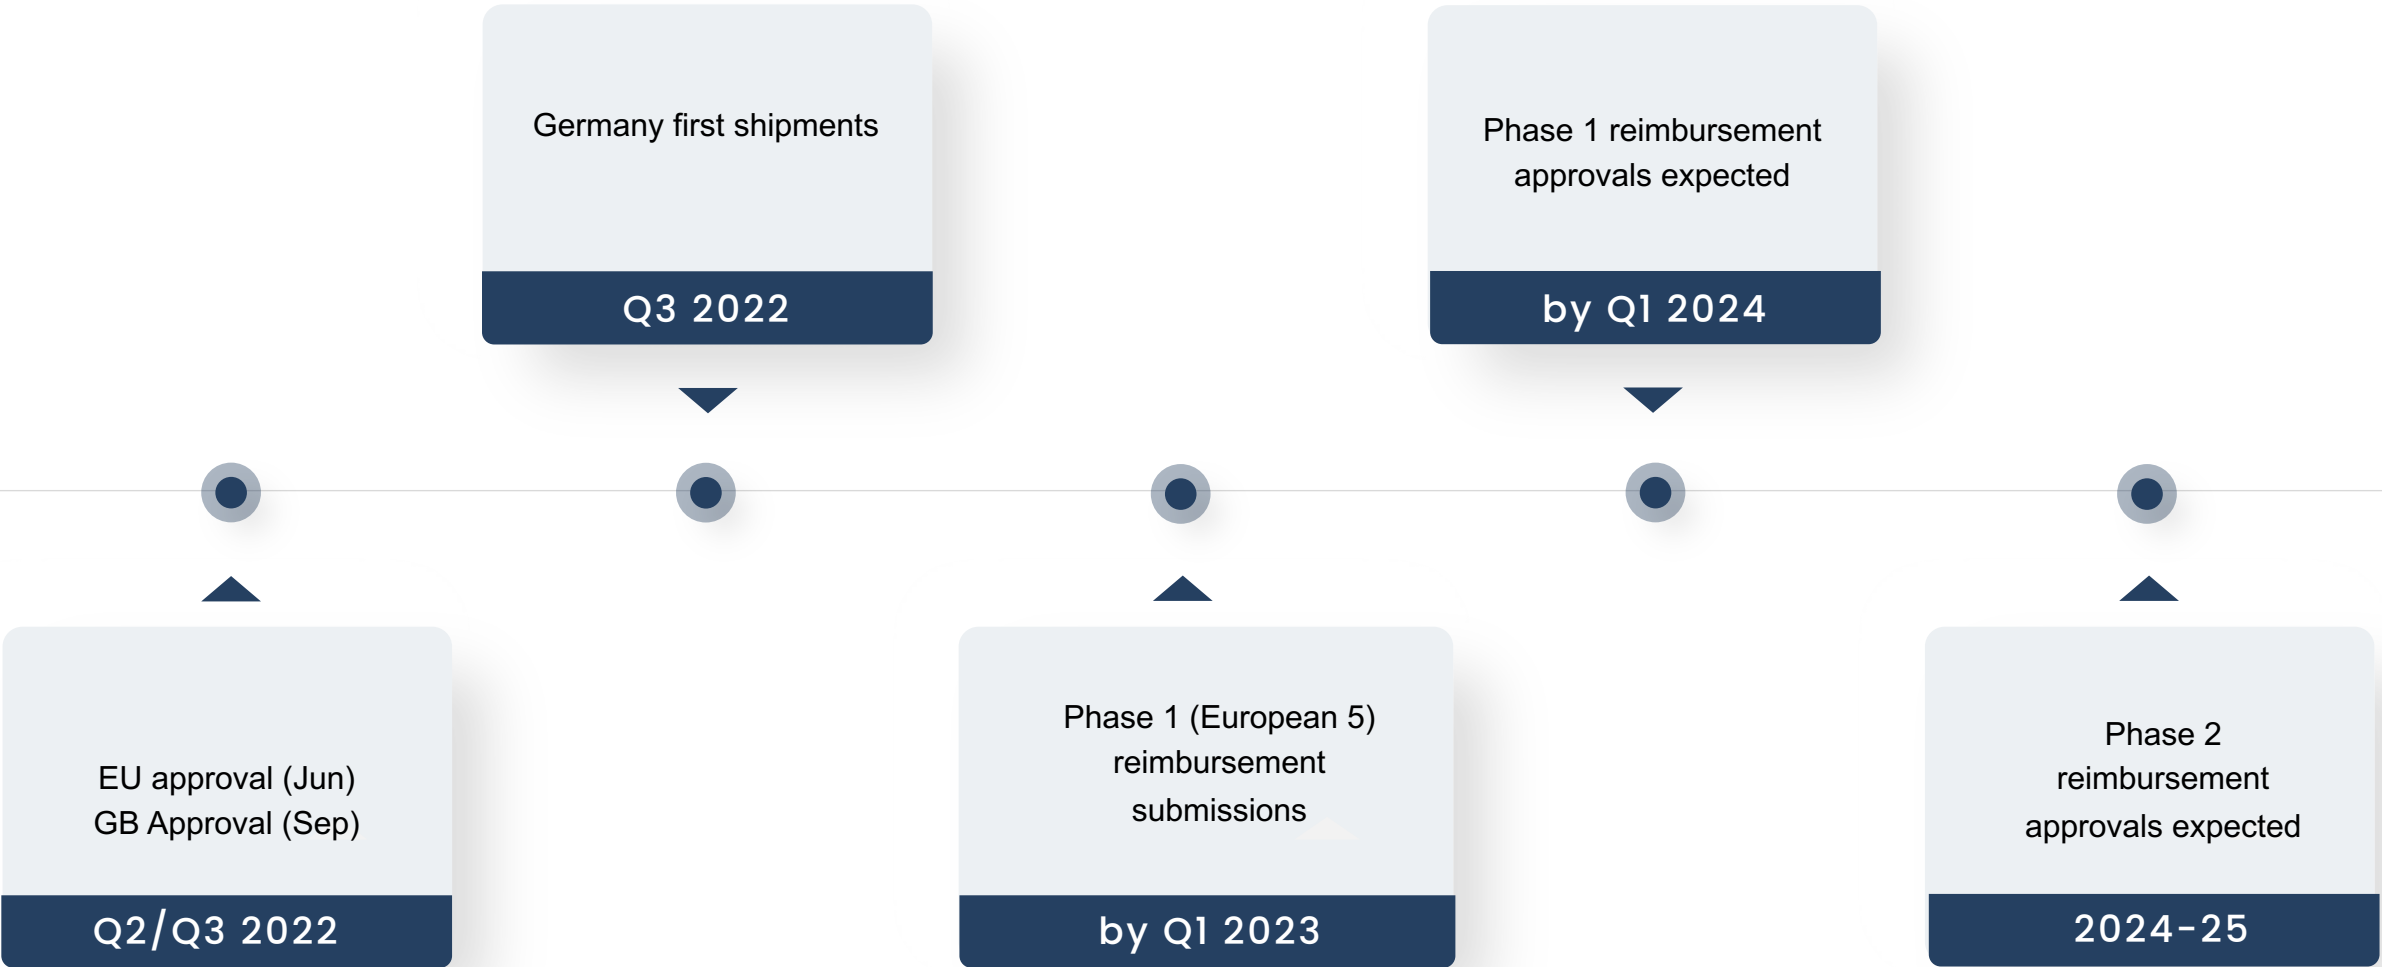 Germany first shipments
Q3 2022
Phase 1 reimbursement
approvals expected
by Q1 2024
EU approval (Jun)
GB Approval (Sep)
Q2/Q3 2022
Phase 1 (European 5)
reimbursement
submissions
by Q1 2023
Phase 2
reimbursement
approvals expected
2024-25